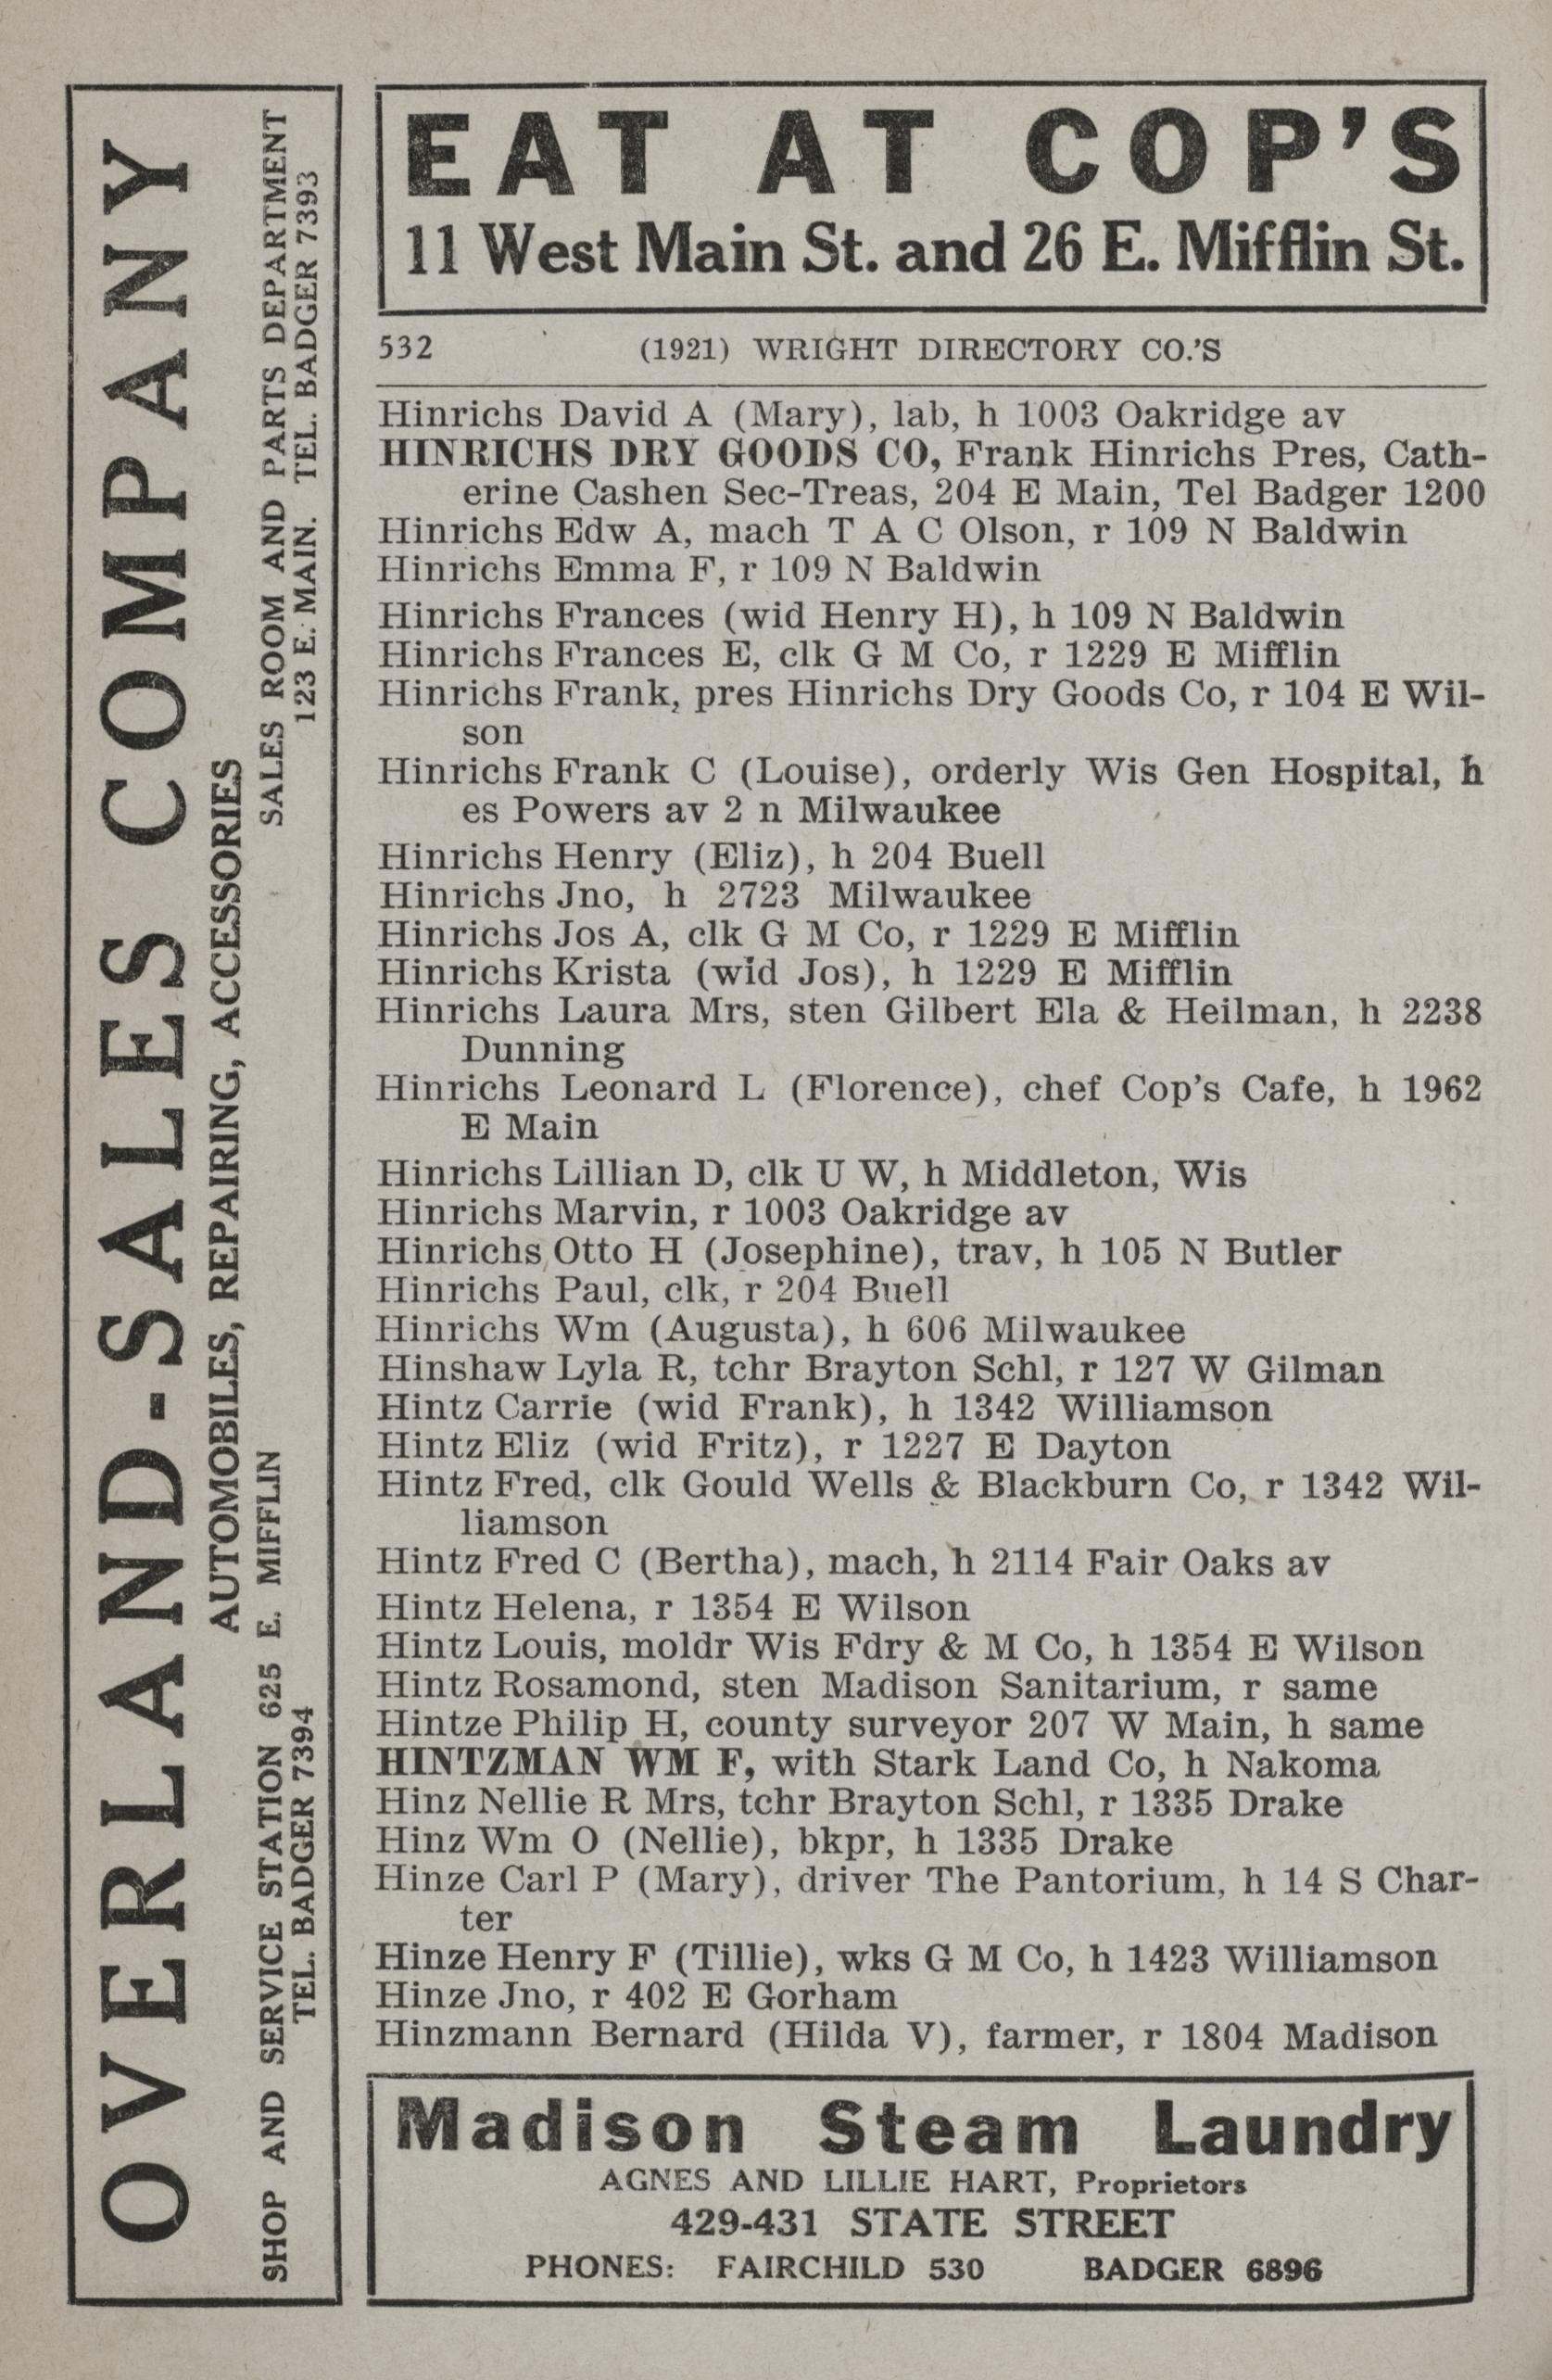 OVERLAND-SALES COMPANY
AUTOMOBILES, REPAIRING, ACCESSORIES
SHOP AND SERVICE STATION 625 E. MIFFLIN
TEL. BADGER 7394
SALES ROOM AND PARTS DEPARTMENT
123 E. MAIN. TEL. BADGER 7393
EAT AT COP'S
11 West Main St. and 26 E. Mifflin St.
532 (1921) WRIGHT DIRECTORY CO.'S
Hinrichs David A (Mary), lab, h 1003 Oakridge av
HINRICHS DRY GOODS CO, Frank Hinrichs Pres, Cath-
erine Cashen Sec-Treas, 204 E Main, Tel Badger 1200
Hinrichs Edw A, mach T A C Olson, r 109 N Baldwin
Hinrichs Emma F, r 109 N Baldwin
Hinrichs Frances (wid Henry H), h 109 N Baldwin
Hinrichs Frances E, clk G M Co, r 1229 E Mifflin
Hinrichs Frank, pres Hinrichs Dry Goods Co, r 104 E Wil-
son
Hinrichs Frank C (Louise), orderly Wis Gen Hospital, h
es Powers av 2 n Milwaukee
Hinrichs Henry (Eliz), h 204 Buell
Hinrichs Jno, h 2723 Milwaukee
Hinrichs Jos A, clk G M Co, r 1229 E Mifflin
Hinrichs Krista (wid Jos), h 1229 E Mifflin
Hinrichs Laura Mrs, sten Gilbert Ela & Heilman, h 2238
Dunning
Hinrichs Leonard L (Florence), chef Cop's Cafe, h 1962
E Main
Hinrichs Lillian D, clk U W, h Middleton, Wis
Hinrichs Marvin, r 1003 Oakridge av
Hinrichs Otto H (Josephine), trav, h 105 N Butler
Hinrichs Paul, clk, r 204 Buell
Hinrichs Wm (Augusta), h 606 Milwaukee
Hinshaw Lyla R, tchr Brayton Schl, r 127 W Gilman
Hintz Carrie (wid Frank), h 1342 Williamson
Hintz Eliz (wid Fritz), r 1227 E Dayton
Hintz Fred, clk Gould Wells & Blackburn Co, r 1342 Wil-
liamson
Hintz Fred C (Bertha), mach, h 2114 Fair Oaks av
Hintz Helena, r 1354 E Wilson
Hintz Louis, moldr Wis Fdry & M Co, h 1354 E Wilson
Hintz Rosamond, sten Madison Sanitarium, r same
Hintze Philip H, county surveyor 207 W Main, h same
HINTZMAN WM F, with Stark Land Co, h Nakoma
Hinz Nellie R Mrs, tchr Brayton Schl, r 1335 Drake
Hinz Wm O (Nellie), bkpr, h 1335 Drake
Hinze Carl P (Mary), driver The Pantorium, h 14 S Char-
ter
Hinze Henry F (Tillie), wks G M Co, h 1423 Williamson
Hinze Jno, r 402 E Gorham
Hinzmann Bernard (Hilda V), farmer, r 1804 Madison
Madison Steam Laundry
AGNES AND LILLIE HART, Proprietors
429-431 STATE STREET
PHONES: FAIRCHILD 530 BADGER 6896